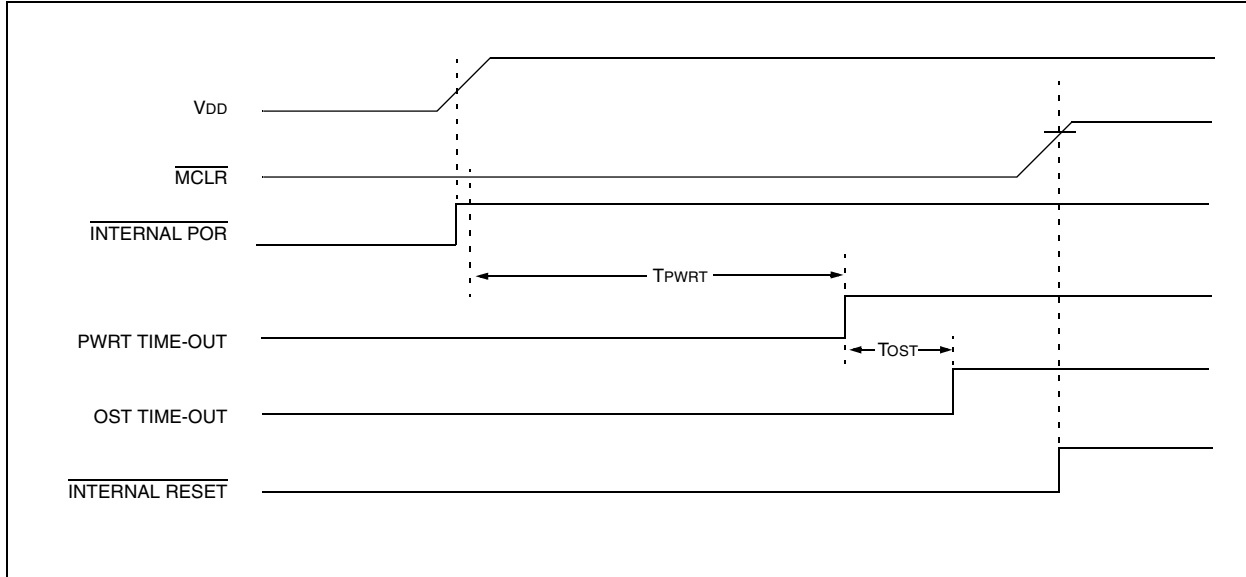 VDD
MCLR
INTERNAL POR
TPWRT
PWRT TIME-OUT
TOST
OST TIME-OUT
INTERNAL RESET